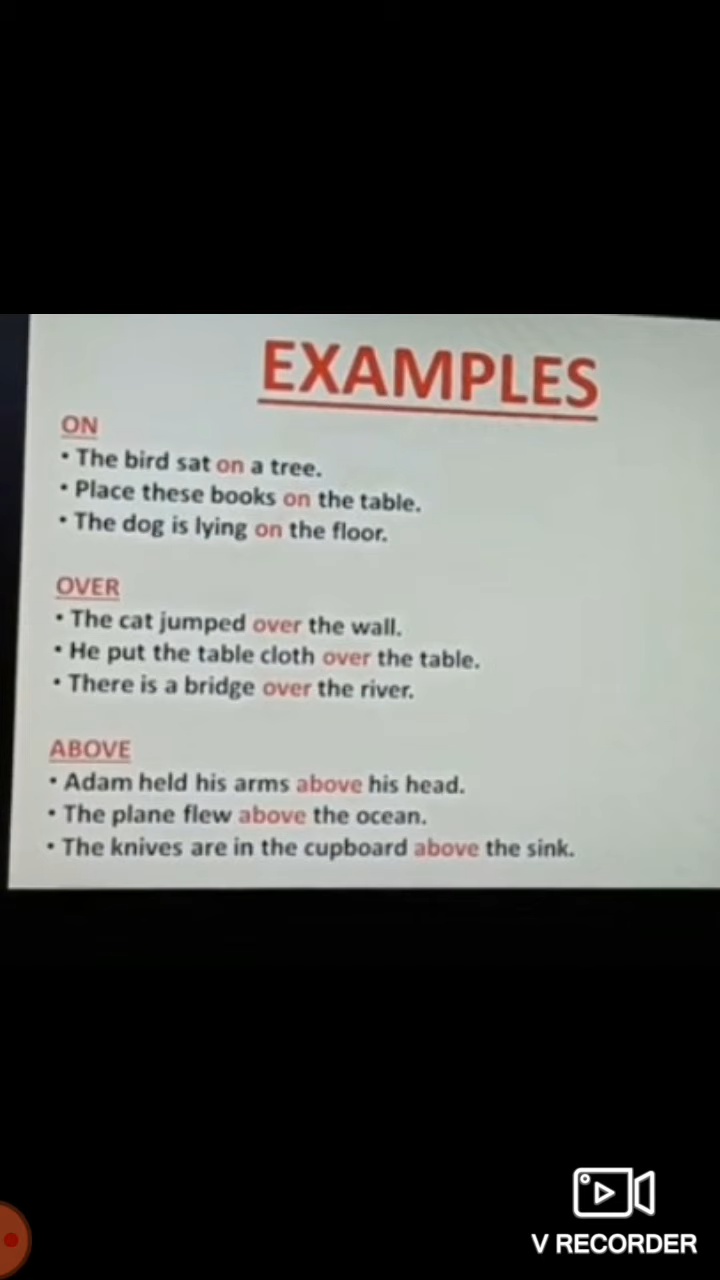 EXAMPLES
ON
• The bird sat on a tree.
• Place these books on the table.
• The dog is lying on the floor.
OVER
• The cat jumped over the wall.
• He put the table cloth over the table.
• There is a bridge over the river.
ABOVE
• Adam held his arms above his head.
• The plane flew above the ocean.
• The knives are in the cupboard above the sink.
V RECORDER